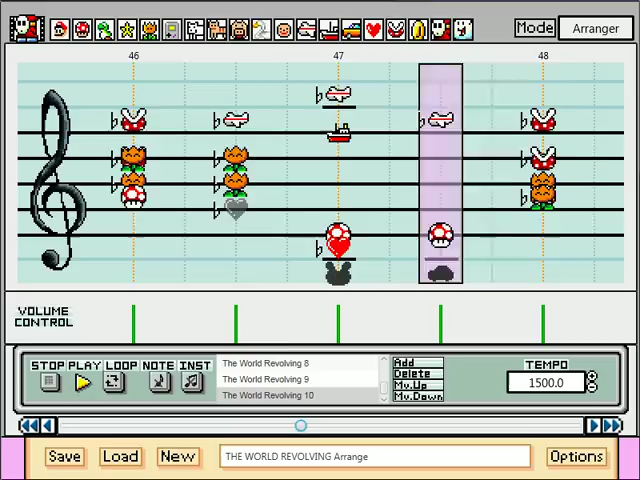 Mode Arranger
46 47 48
VOLUME
CONTROL
STOP PLAY LOOP NOTE INST
The World Revolving 8
The World Revolving 9
The World Revolving 10
Add
Delete
Mv.Up
Mv.Down
TEMPO
1500.0
Save Load New THE WORLD REVOLVING Arrange Options